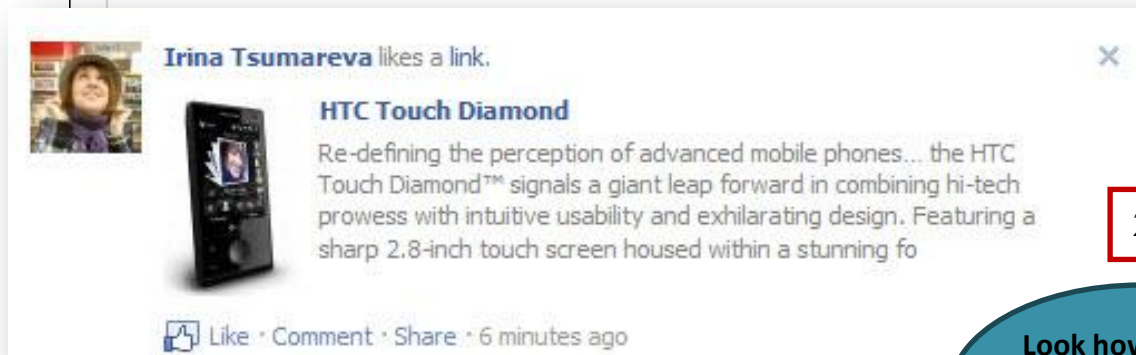 Irina Tsumareva likes a link.
HTC Touch Diamond
Re-defining the perception of advanced mobile phones... the HTC
Touch Diamond™ signals a giant leap forward in combining hi-tech
prowess with intuitive usability and exhilarating design. Featuring a
sharp 2.8-inch touch screen housed within a stunning fo
Like · Comment · Share · 6 minutes ago
Look